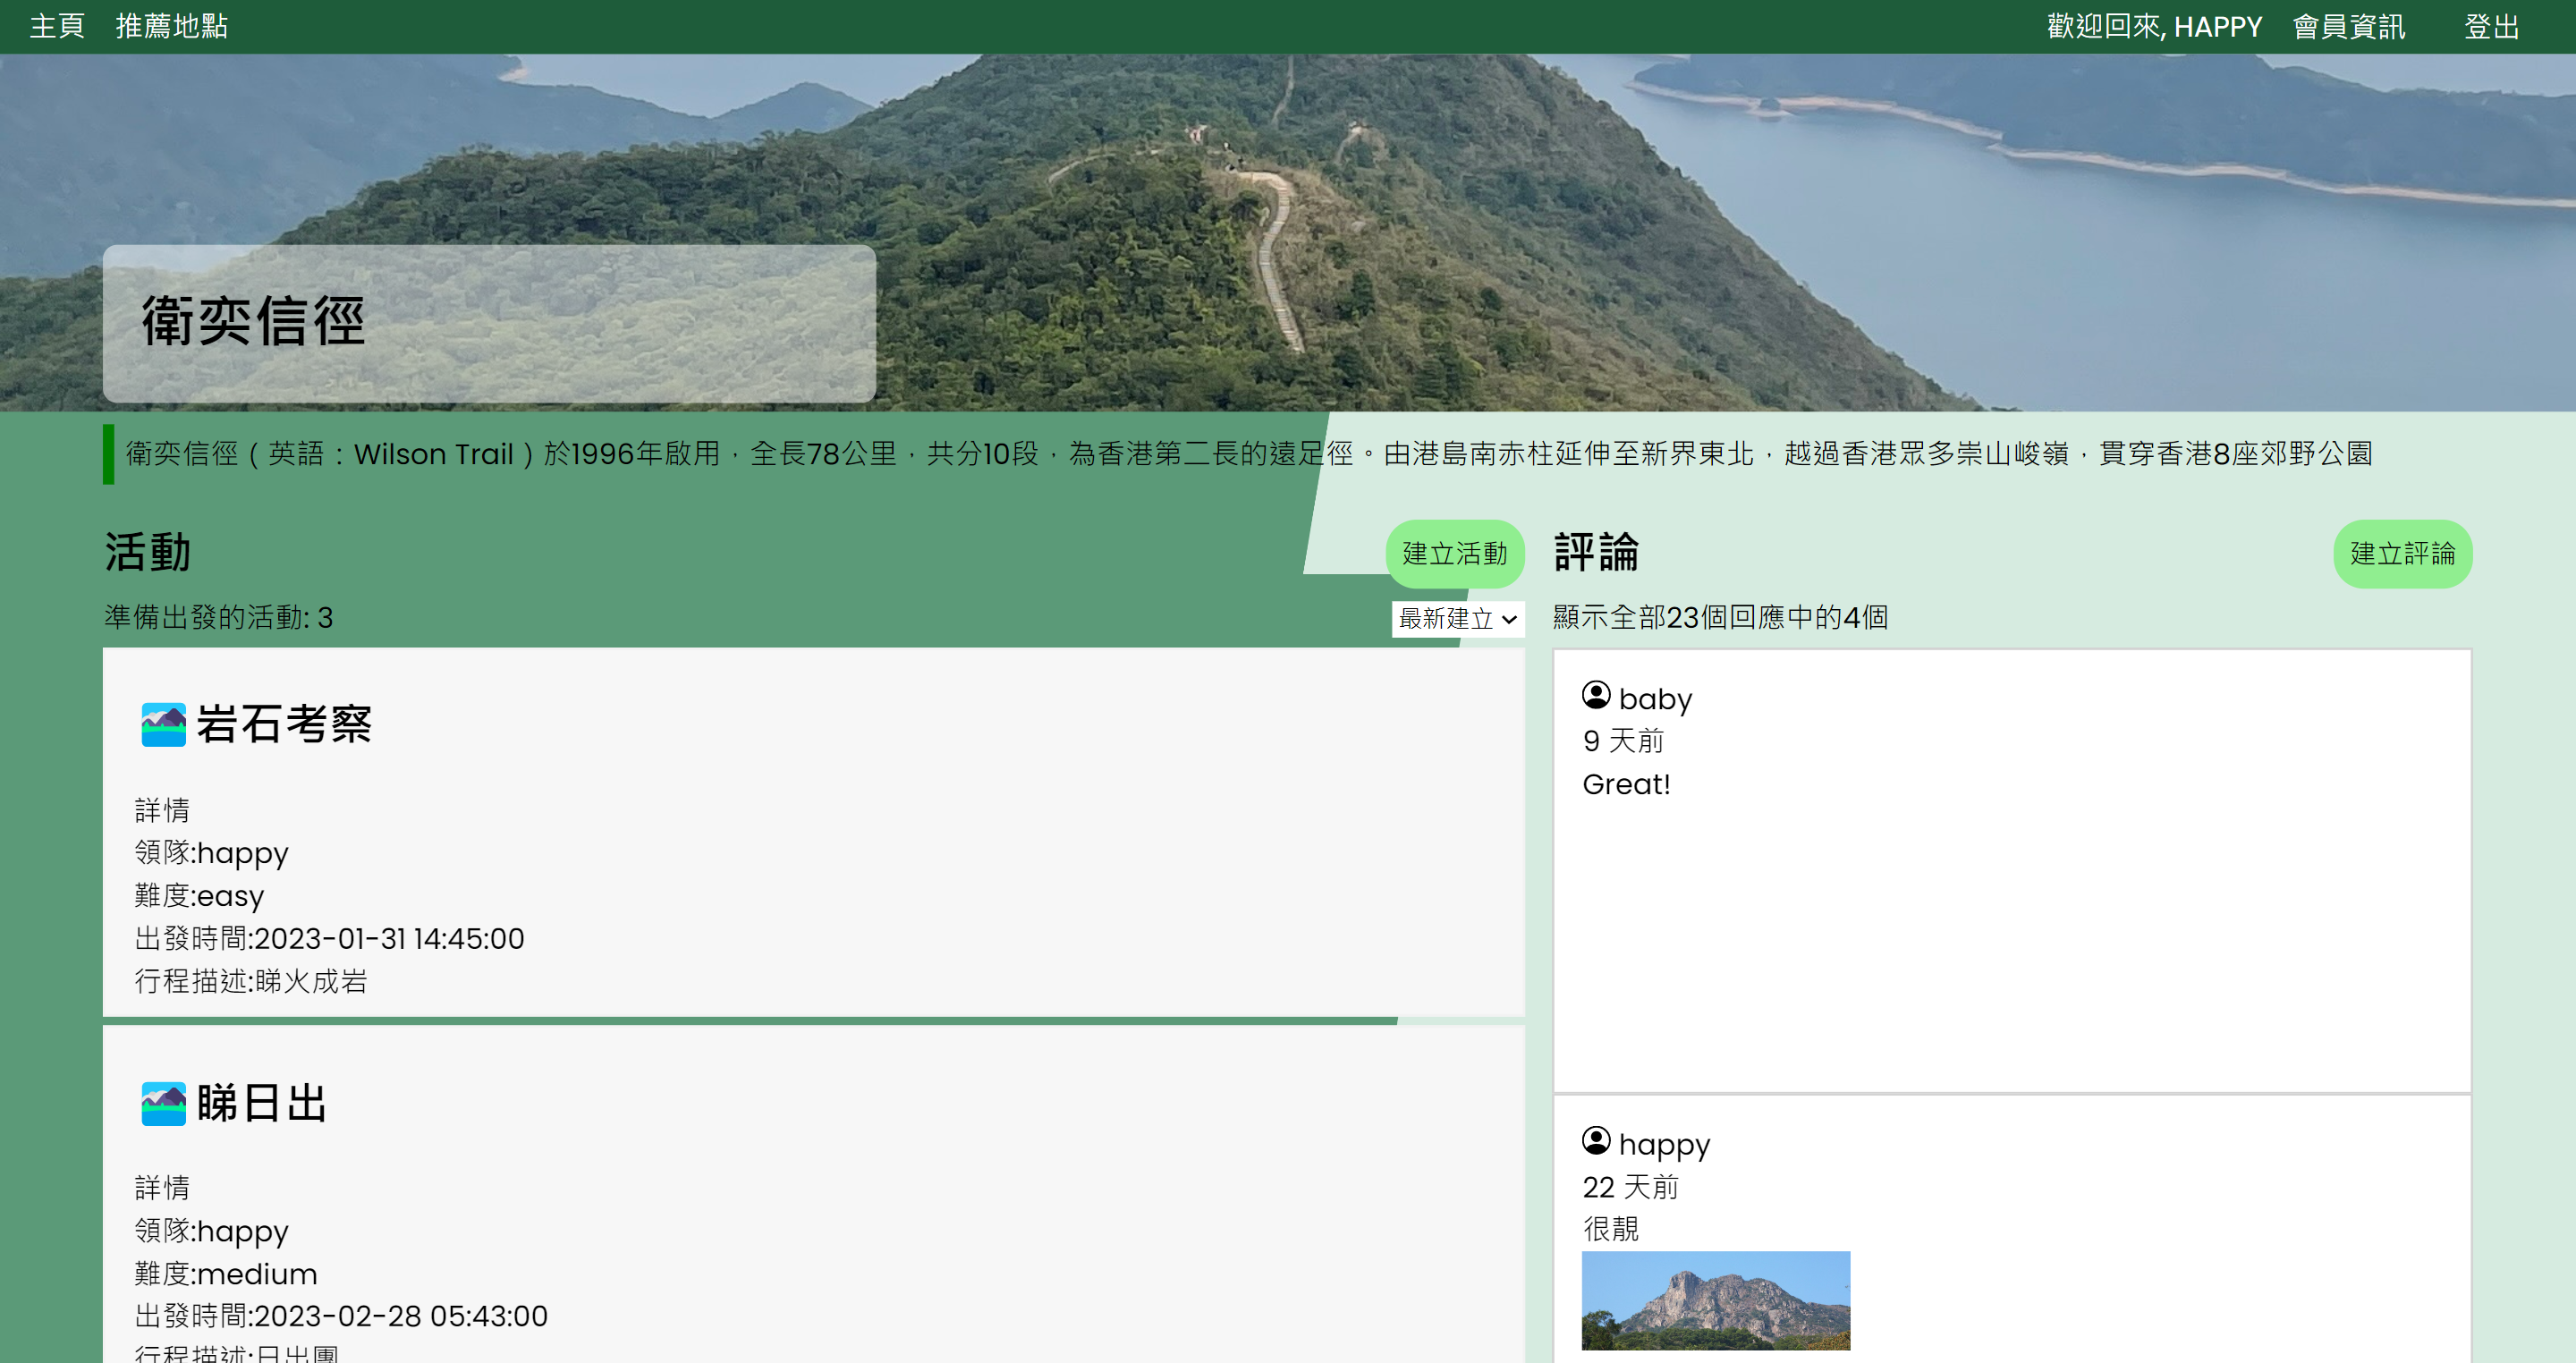 主頁 推薦地點 歡迎回來, HAPPY 會員資訊 登出
衛奕信徑
衛奕信徑（英語：Wilson Trail）於1996年啟用，全長78公里，共分10段，為香港第二長的遠足徑。由港島南赤柱延伸至新界東北，越過香港眾多崇山峻嶺，貫穿香港8座郊野公園
活動 建立活動
準備出發的活動: 3 最新建立
岩石考察
詳情
領隊:happy
難度:easy
出發時間:2023-01-31 14:45:00
行程描述:睇火成岩
睇日出
詳情
領隊:happy
難度:medium
出發時間:2023-02-28 05:43:00
行程描述:日出團
評論 建立評論
顯示全部23個回應中的4個
baby
9 天前
Great!
happy
22 天前
很靚